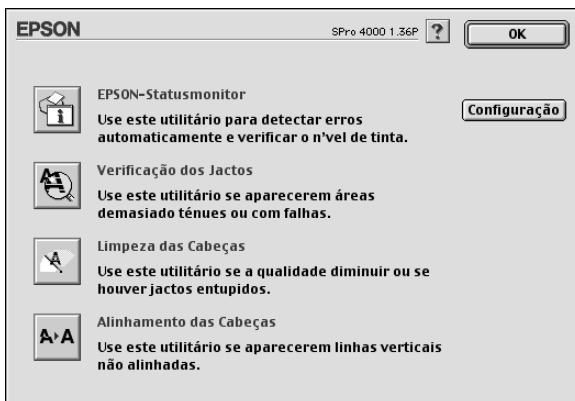 EPSON
SPro 4000 1.36P
?
OK
EPSON-Statusmonitor
Use este utilitário para detectar erros
automaticamente e verificar o n'vel de tinta.
Configuração
Verificação dos Jactos
Use este utilitário se aparecerem áreas
demasiado ténues ou com falhas.
Limpeza das Cabeças
Use este utilitário se a qualidade diminuir ou se
houver jactos entupidos.
Alinhamento das Cabeças
Use este utilitário se aparecerem linhas verticais
não alinhadas.